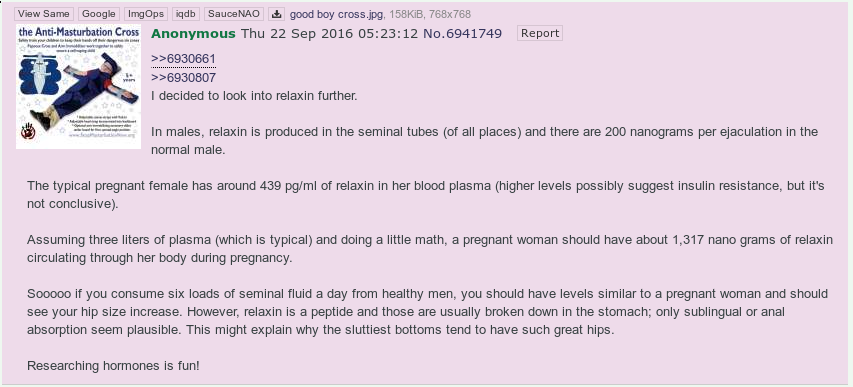 View Same Google ImgOps iqdb SauceNAO good boy cross.jpg, 158KiB, 768x768
the Anti-Masturbation Cross
Anonymous Thu 22 Sep 2016 05:23:12 No.6941749 Report
>>6930661
>>6930807
I decided to look into relaxin further.
In males, relaxin is produced in the seminal tubes (of all places) and there are 200 nanograms per ejaculation in the
normal male.
The typical pregnant female has around 439 pg/ml of relaxin in her blood plasma (higher levels possibly suggest insulin resistance, but it's
not conclusive).
Assuming three liters of plasma (which is typical) and doing a little math, a pregnant woman should have about 1,317 nano grams of relaxin
circulating through her body during pregnancy.
Sooooo if you consume six loads of seminal fluid a day from healthy men, you should have levels similar to a pregnant woman and should
see your hip size increase. However, relaxin is a peptide and those are usually broken down in the stomach; only sublingual or anal
absorption seem plausible. This might explain why the sluttiest bottoms tend to have such great hips.
Researching hormones is fun!